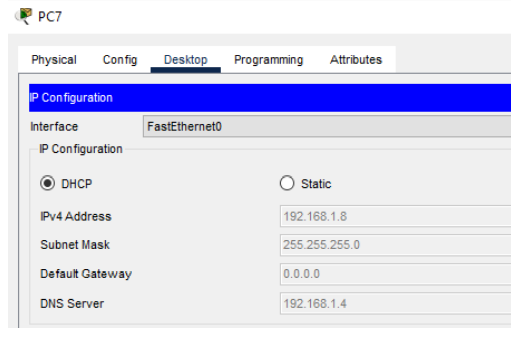 PC7
Physical Config Desktop Programming Attributes
IP Configuration
Interface FastEthernet0
IP Configuration
DHCP Static
IPv4 Address 192.168.1.8
Subnet Mask 255.255.255.0
Default Gateway 0.0.0.0
DNS Server 192.168.1.4